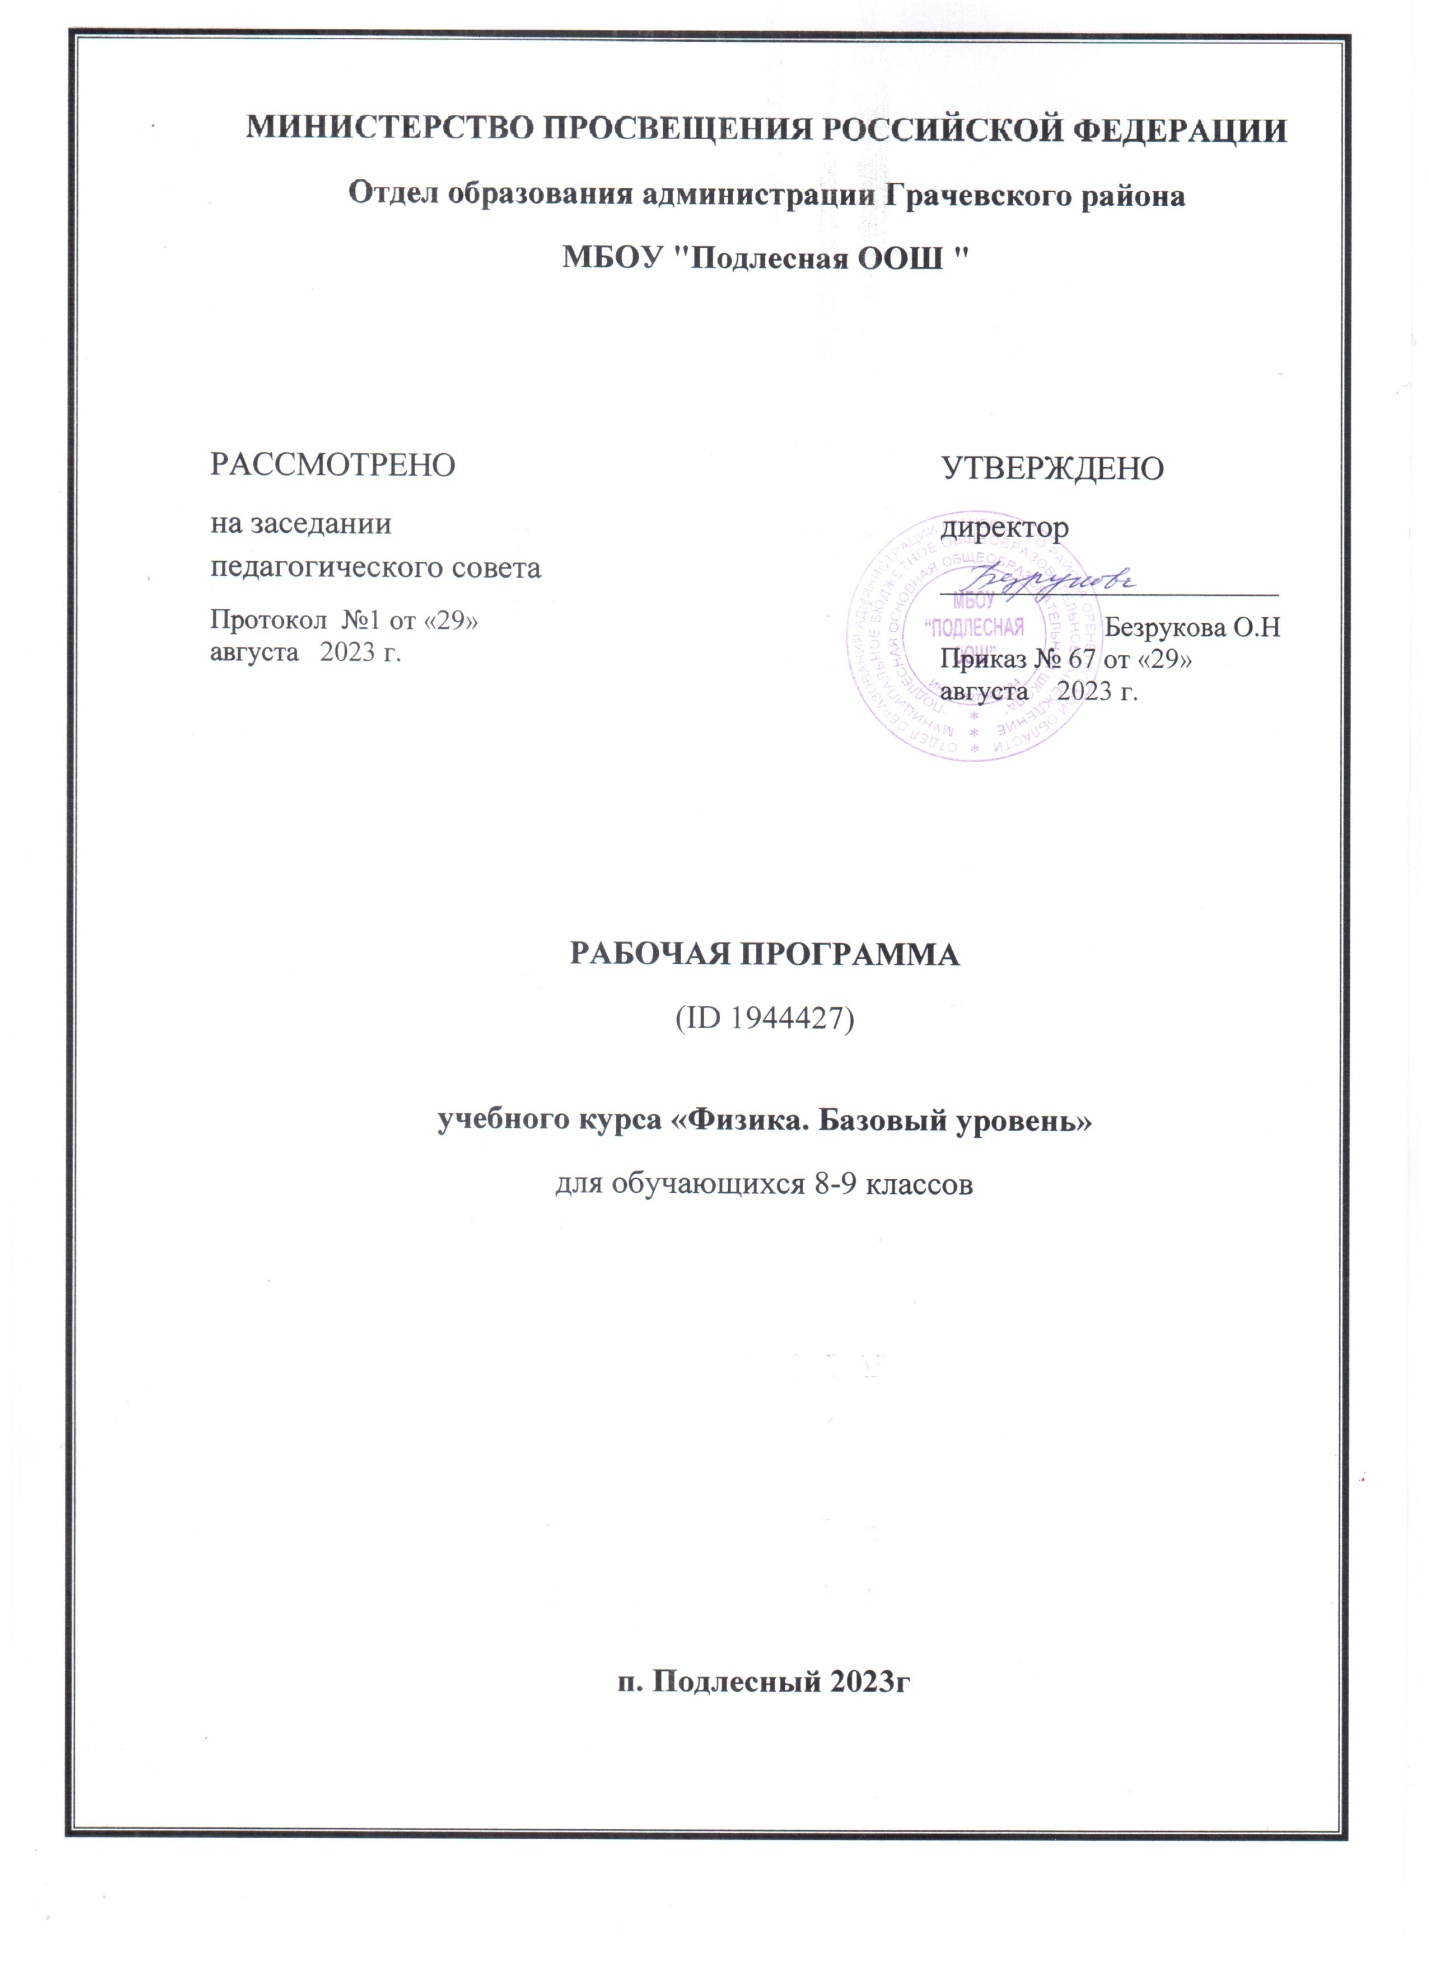 МИНИСТЕРСТВО ПРОСВЕЩЕНИЯ РОССИЙСКОЙ ФЕДЕРАЦИИ
Отдел образования администрации Грачевского района
МБОУ "Подлесная ООШ "
РАССМОТРЕНО
на заседании
педагогического совета
Протокол №1 от «29»
августа 2023 г.
УТВЕРЖДЕНО
директор
Безрукова О.Н
Приказ № 67 от «29»
августа 2023 г.
МБОУ
"ПОДЛЕСНАЯ
ООШ"
РАБОЧАЯ ПРОГРАММА
(ID 1944427)
учебного курса «Физика. Базовый уровень»
для обучающихся 8-9 классов
п. Подлесный 2023г